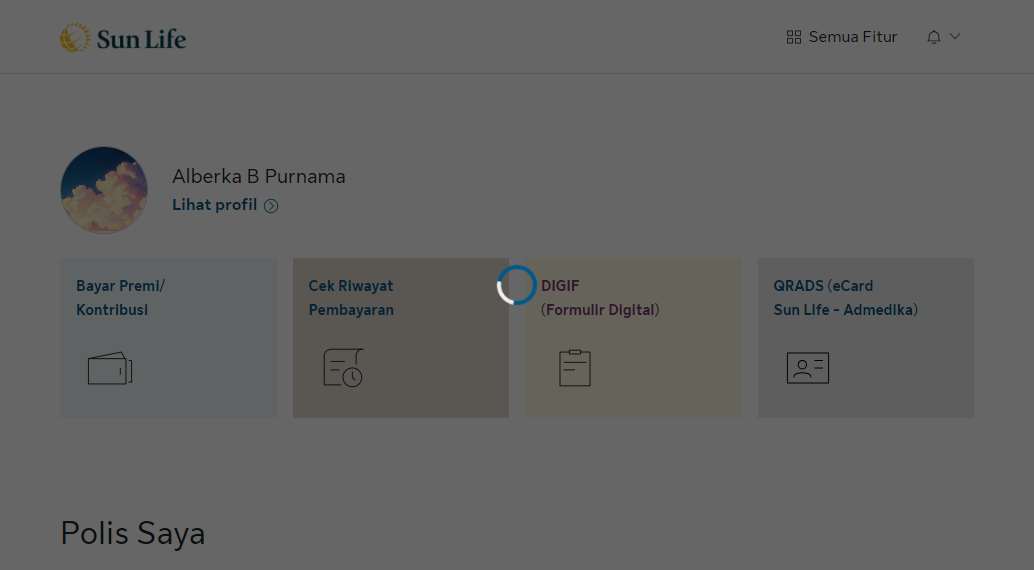 Sun Life
Semua Fitur
Alberka B Purnama
Lihat profil
Bayar Premi/
Kontribusi
Cek Riwayat
Pembayaran
DIGIF
(Formulir Digital)
QRADS (eCard
Sun Life - Admedika)
Polis Saya